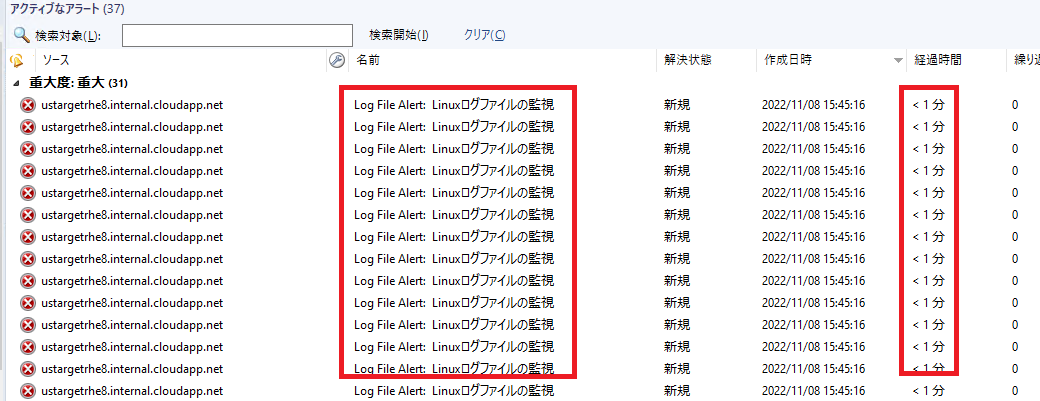 アクティブなアラート (37)
検索対象(L): 検索開始(I) クリア(C)
ソース 名前 解決状態 作成日時 経過時間 繰り返
重大度: 重大 (31)
ustargetrhe8.internal.cloudapp.net Log File Alert: Linuxログファイルの監視 新規 2022/11/08 15:45:16 < 1 分 0
ustargetrhe8.internal.cloudapp.net Log File Alert: Linuxログファイルの監視 新規 2022/11/08 15:45:16 < 1 分 0
ustargetrhe8.internal.cloudapp.net Log File Alert: Linuxログファイルの監視 新規 2022/11/08 15:45:16 < 1 分 0
ustargetrhe8.internal.cloudapp.net Log File Alert: Linuxログファイルの監視 新規 2022/11/08 15:45:16 < 1 分 0
ustargetrhe8.internal.cloudapp.net Log File Alert: Linuxログファイルの監視 新規 2022/11/08 15:45:16 < 1 分 0
ustargetrhe8.internal.cloudapp.net Log File Alert: Linuxログファイルの監視 新規 2022/11/08 15:45:16 < 1 分 0
ustargetrhe8.internal.cloudapp.net Log File Alert: Linuxログファイルの監視 新規 2022/11/08 15:45:16 < 1 分 0
ustargetrhe8.internal.cloudapp.net Log File Alert: Linuxログファイルの監視 新規 2022/11/08 15:45:16 < 1 分 0
ustargetrhe8.internal.cloudapp.net Log File Alert: Linuxログファイルの監視 新規 2022/11/08 15:45:16 < 1 分 0
ustargetrhe8.internal.cloudapp.net Log File Alert: Linuxログファイルの監視 新規 2022/11/08 15:45:16 < 1 分 0
ustargetrhe8.internal.cloudapp.net Log File Alert: Linuxログファイルの監視 新規 2022/11/08 15:45:16 < 1 分 0
ustargetrhe8.internal.cloudapp.net Log File Alert: Linuxログファイルの監視 新規 2022/11/08 15:45:16 < 1 分 0
ustargetrhe8.internal.cloudapp.net Log File Alert: Linuxログファイルの監視 新規 2022/11/08 15:45:16 < 1 分 0
ustargetrhe8.internal.cloudapp.net Log File Alert: Linuxログファイルの監視 新規 2022/11/08 15:45:16 < 1 分 0